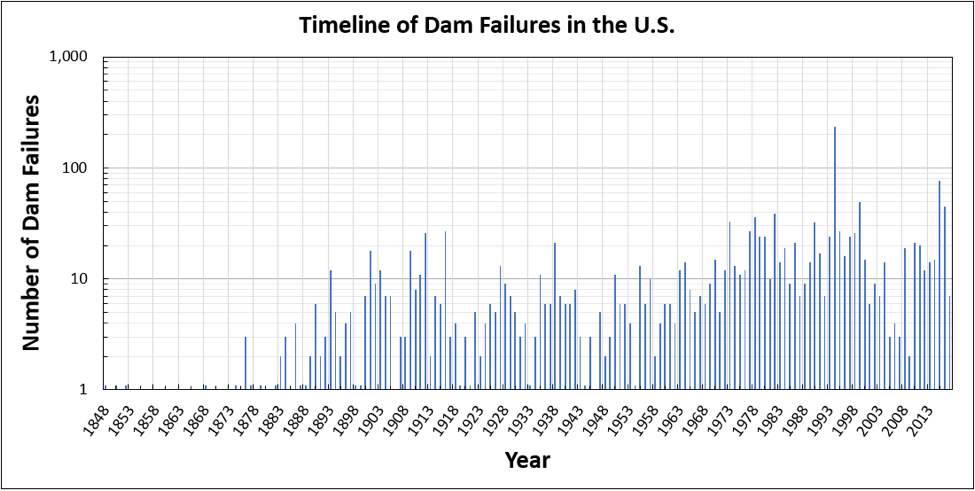 Timeline of Dam Failures in the U.S.
1,000
100
10
1
Number of Dam Failures
1848 1853 1858 1863 1868 1873 1878 1883 1888 1893 1898 1903 1908 1913 1918 1923 1928 1933 1938 1943 1948 1953 1958 1963 1968 1973 1978 1983 1988 1993 1998 2003 2008 2013
Year